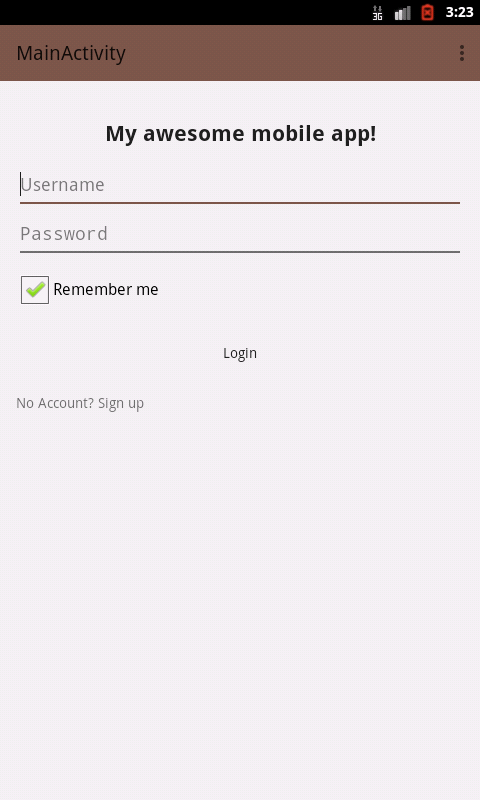 3G 3:23
MainActivity
My awesome mobile app!
Username
Password
Remember me
Login
No Account? Sign up